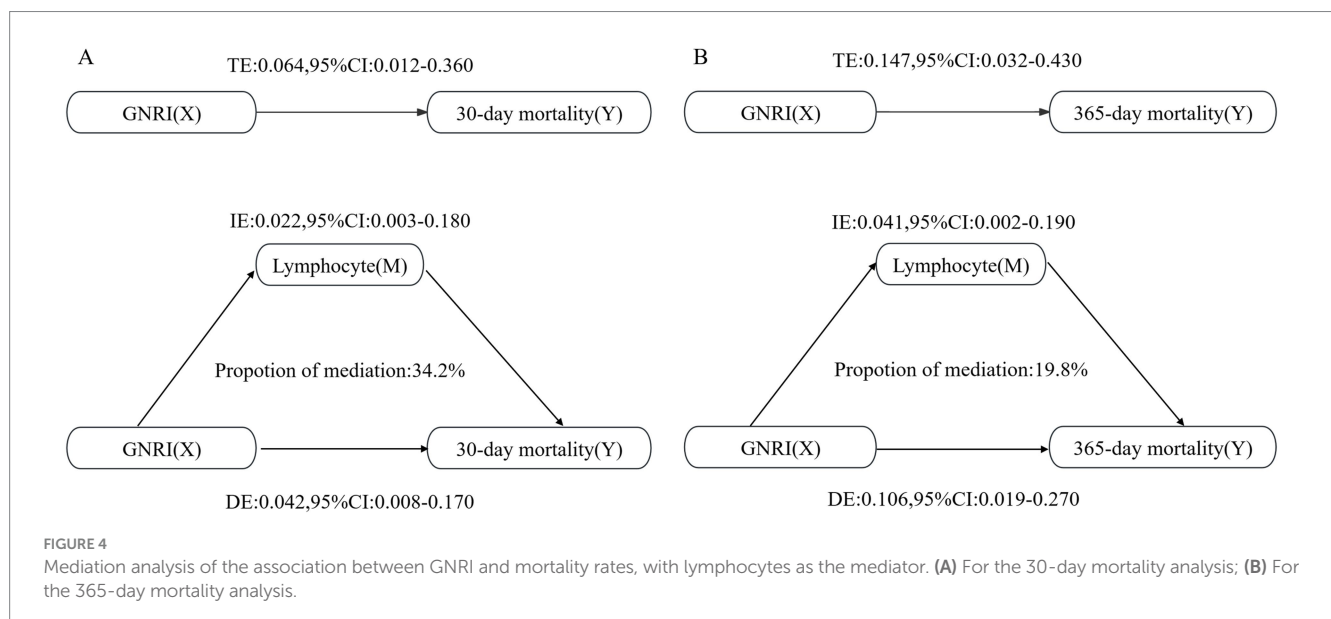 A
TE:0.064,95%CI:0.012-0.360
GNRI(X)
30-day mortality(Y)
IE:0.022,95%CI:0.003-0.180
Lymphocyte(M)
Propotion of mediation:34.2%
GNRI(X)
30-day mortality(Y)
DE:0.042,95%CI:0.008-0.170
B
TE:0.147,95%CI:0.032-0.430
GNRI(X)
365-day mortality(Y)
IE:0.041,95%CI:0.002-0.190
Lymphocyte(M)
Propotion of mediation:19.8%
GNRI(X)
365-day mortality(Y)
DE:0.106,95%CI:0.019-0.270
FIGURE 4
Mediation analysis of the association between GNRI and mortality rates, with lymphocytes as the mediator. (A) For the 30-day mortality analysis; (B) For
the 365-day mortality analysis.